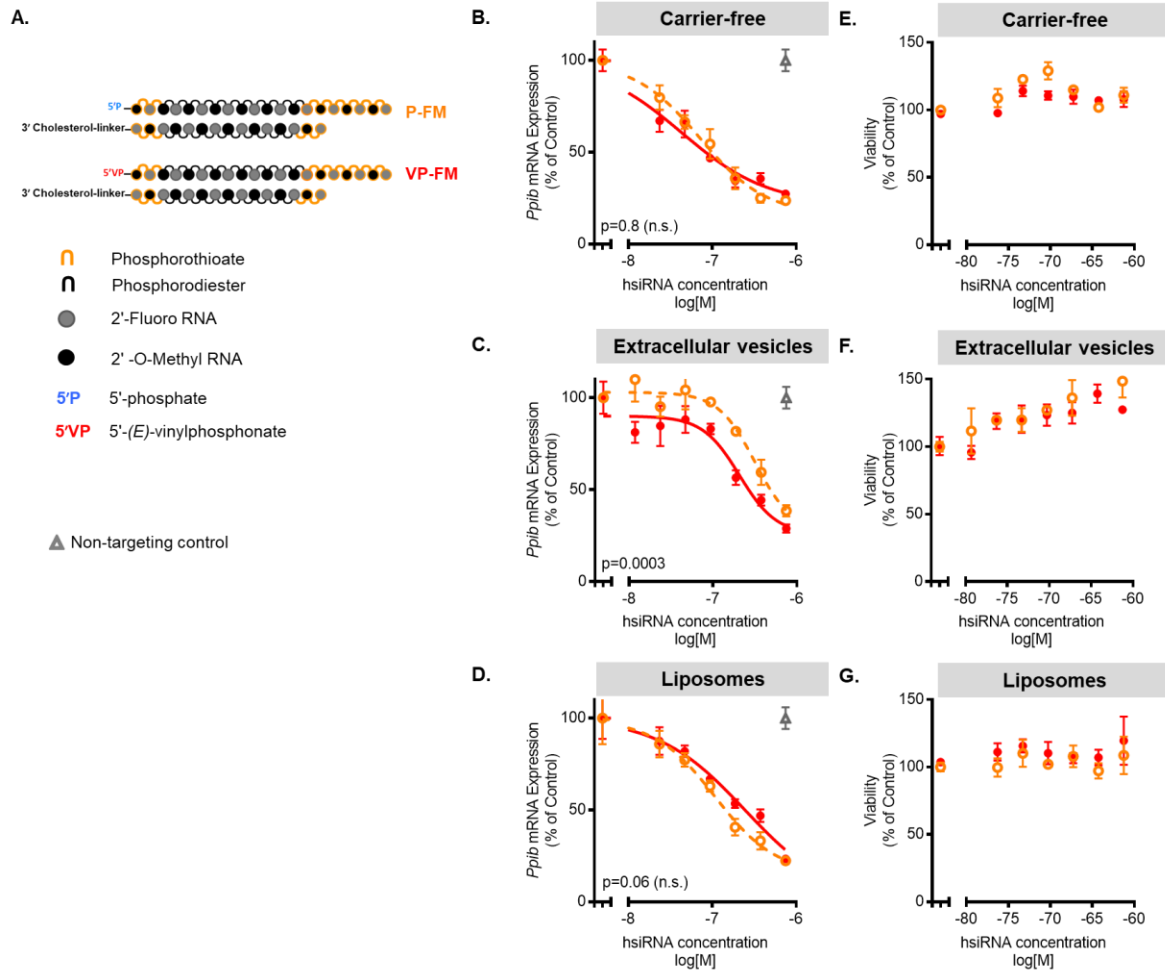 A.
5'P
P-FM
3' Cholesterol-linker
5'VP
VP-FM
3' Cholesterol-linker
Phosphorothioate
Phosphorodiester
2'-Fluoro RNA
2' -O-Methyl RNA
5'P 5'-phosphate
5'VP 5'-(E)-vinylphosphonate
Non-targeting control
B.
Carrier-free
Ppib mRNA Expression
(% of Control)
100
50
0
p=0.8 (n.s.)
-8 -7 -6
hsiRNA concentration
log[M]
C.
Extracellular vesicles
Ppib mRNA Expression
(% of Control)
100
50
0
p=0.0003
-8 -7 -6
hsiRNA concentration
log[M]
D.
Liposomes
Ppib mRNA Expression
(% of Control)
100
50
0
p=0.06 (n.s.)
-8 -7 -6
hsiRNA concentration
log[M]
E.
Carrier-free
Viability
(% of Control)
150
100
50
0
-80 -75 -70 -65 -60
hsiRNA concentration
log[M]
F.
Extracellular vesicles
Viability
(% of Control)
150
100
50
0
-80 -75 -70 -65 -60
hsiRNA concentration
log[M]
G.
Liposomes
Viability
(% of Control)
150
100
50
0
-80 -75 -70 -65 -60
hsiRNA concentration
log[M]